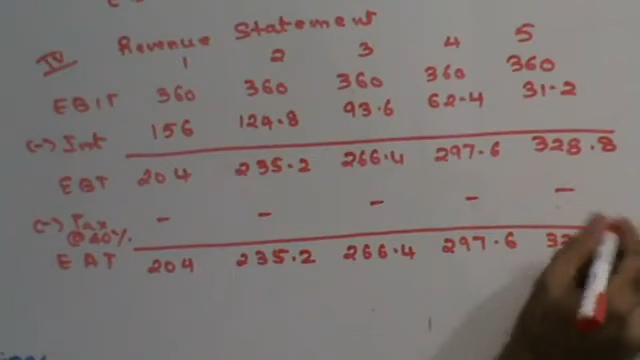 IV Revenue Statement
1 2 3 4 5
EBIT 360 360 360 360 360
(-) Int 156 124.8 93.6 62.4 31.2
EBT 204 235.2 266.4 297.6 328.8
(-) Tax - - - - -
@40%
EAT 204 235.2 266.4 297.6